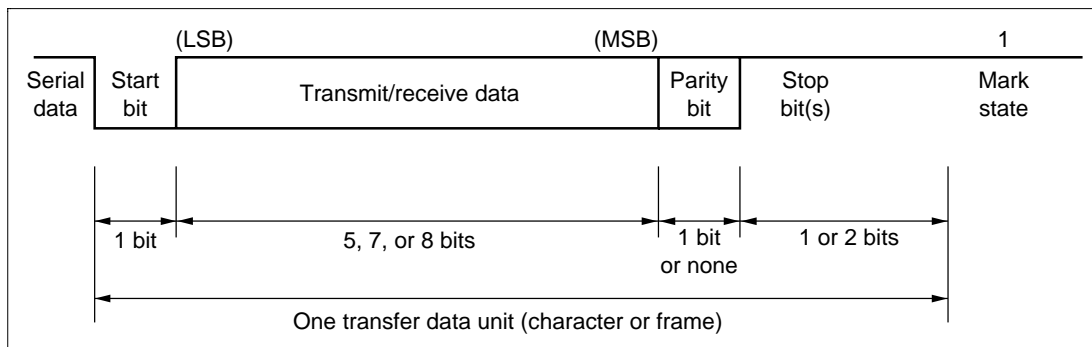 (LSB) (MSB) 1
Serial Start Transmit/receive data Parity Stop Mark
data bit bit bit(s) state
1 bit 5, 7, or 8 bits 1 bit 1 or 2 bits
or none
One transfer data unit (character or frame)